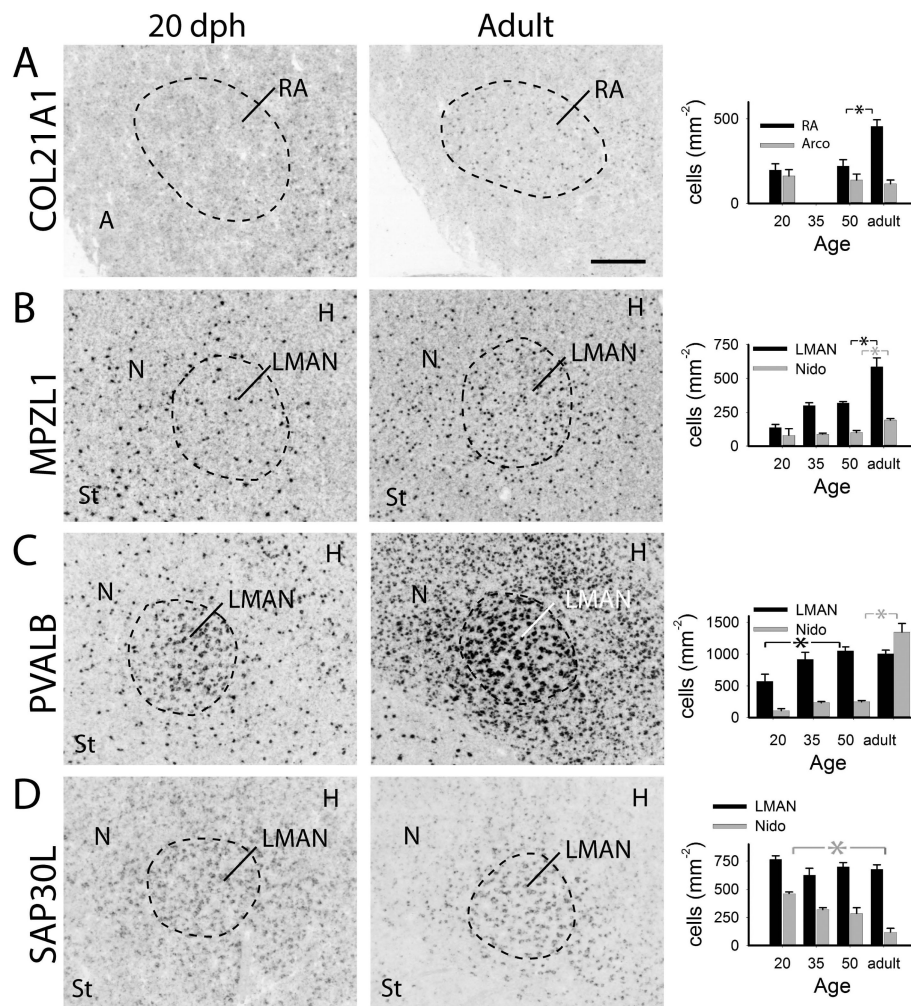 20 dph
Adult
A
COL21A1
RA
A
RA
cells (mm-2)
500
0
RA
Arco
*
20 35 50 adult
Age
B
MPZL1
H
N
LMAN
St
H
N
LMAN
St
cells (mm-2)
750
500
250
0
LMAN
Nido
*
*
20 35 50 adult
Age
C
PVALB
H
N
LMAN
St
H
N
LMAN
cells (mm-2)
1500
1000
500
0
LMAN
Nido
*
*
20 35 50 adult
Age
D
SAP30L
H
N
LMAN
St
H
N
LMAN
St
cells (mm-2)
750
500
250
0
LMAN
Nido
*
20 35 50 adult
Age